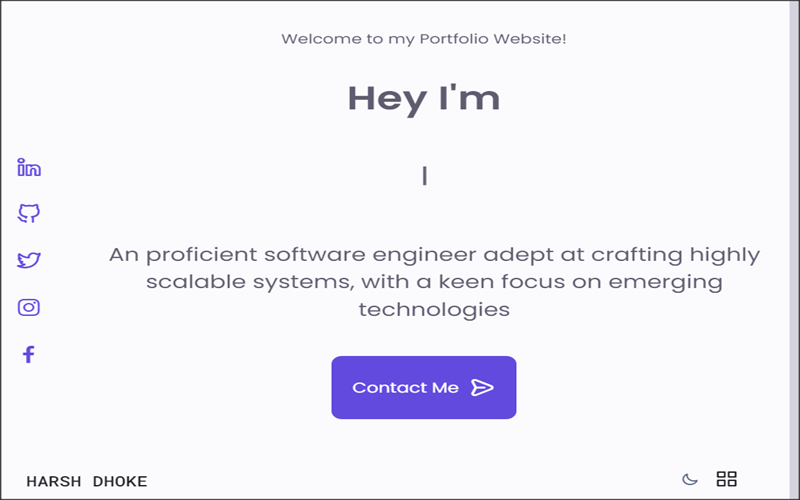 Welcome to my Portfolio Website!
Hey I'm
An proficient software engineer adept at crafting highly
scalable systems, with a keen focus on emerging
technologies
Contact Me
HARSH DHOKE